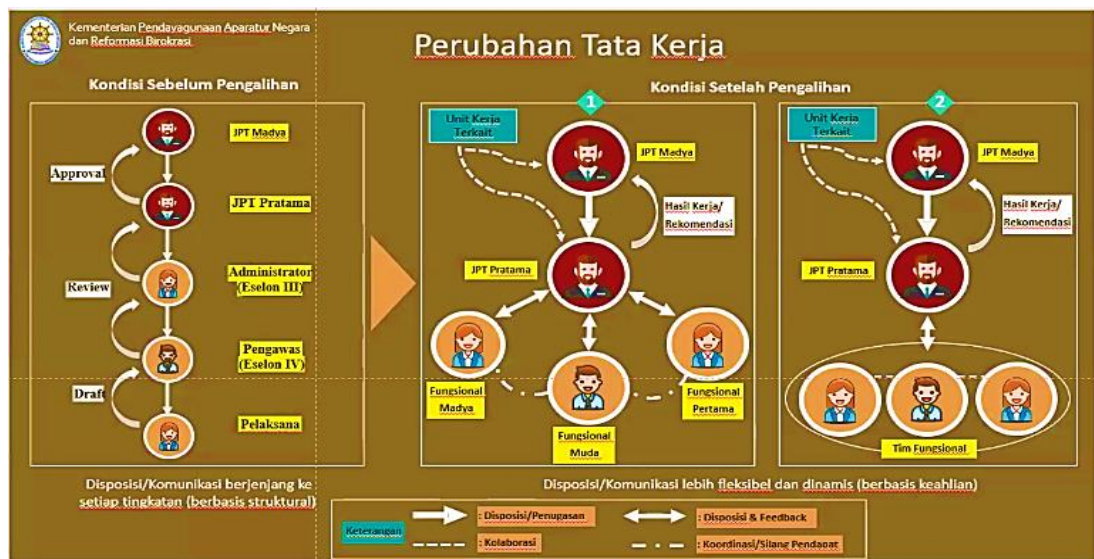 Kementerian Pendayagunaan Aparatur Negara
dan Reformasi Birokrasi
Perubahan Tata Kerja
Kondisi Sebelum Pengalihan
JPT Madya
Approval
JPT Pratama
Administrator
(Eselon III)
Review
Pengawas
(Eselon IV)
Draft
Pelaksana
Disposisi/Komunikasi berjenjang ke
setiap tingkatan (berbasis struktural)
Kondisi Setelah Pengalihan
1
Unit Kerja
Terkait
JPT Madya
Hasil Kerja/
Rekomendasi
JPT Pratama
Fungsional
Madya
Fungsional
Muda
Fungsional
Pertama
2
Unit Kerja
Terkait
JPT Madya
Hasil Kerja/
Rekomendasi
JPT Pratama
Tim Fungsional
Disposisi/Komunikasi lebih fleksibel dan dinamis (berbasis keahlian)
Keterangan
: Disposisi/Penugasan
: Disposisi & Feedback
: Kolaborasi
: Koordinasi/Silang Pendapat